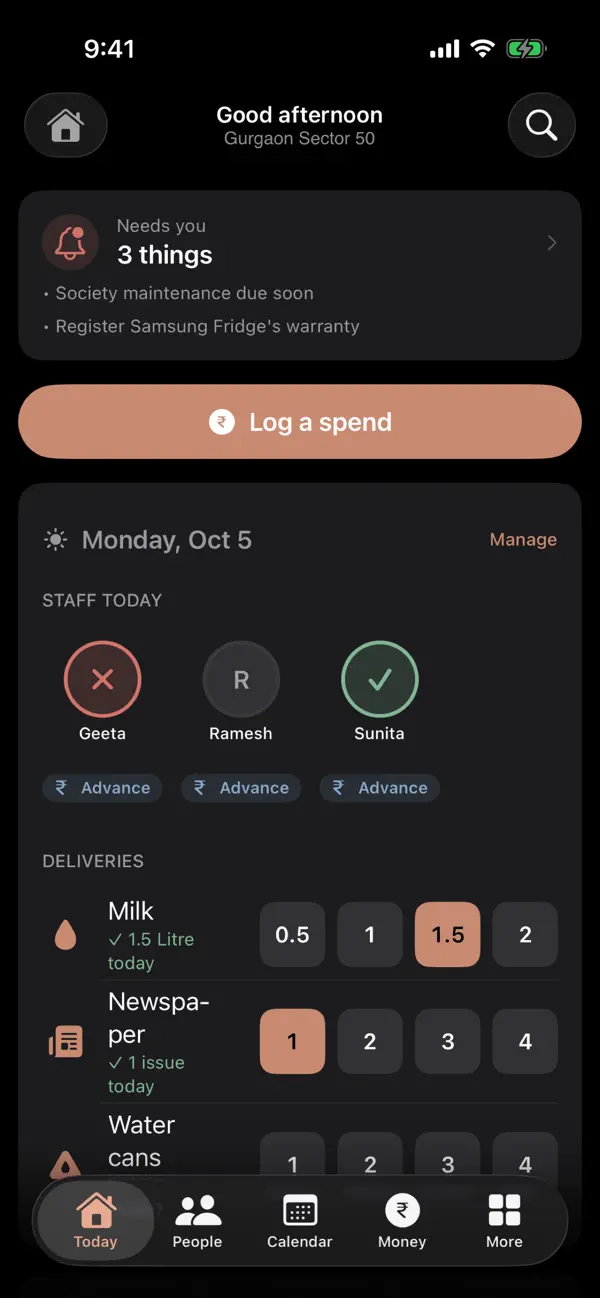 9:41
Good afternoon
Gurgaon Sector 50
Needs you
3 things
• Society maintenance due soon
• Register Samsung Fridge's warranty
₹ Log a spend
Monday, Oct 5
Manage
STAFF TODAY
R
Geeta
Ramesh
Sunita
₹ Advance
₹ Advance
₹ Advance
DELIVERIES
Milk
✓ 1.5 Litre
today
0.5 1 1.5 2
Newspa-
per
✓ 1 issue
today
1 2 3 4
Water
cans
1 2 3 4
₹
Today People Calendar Money More